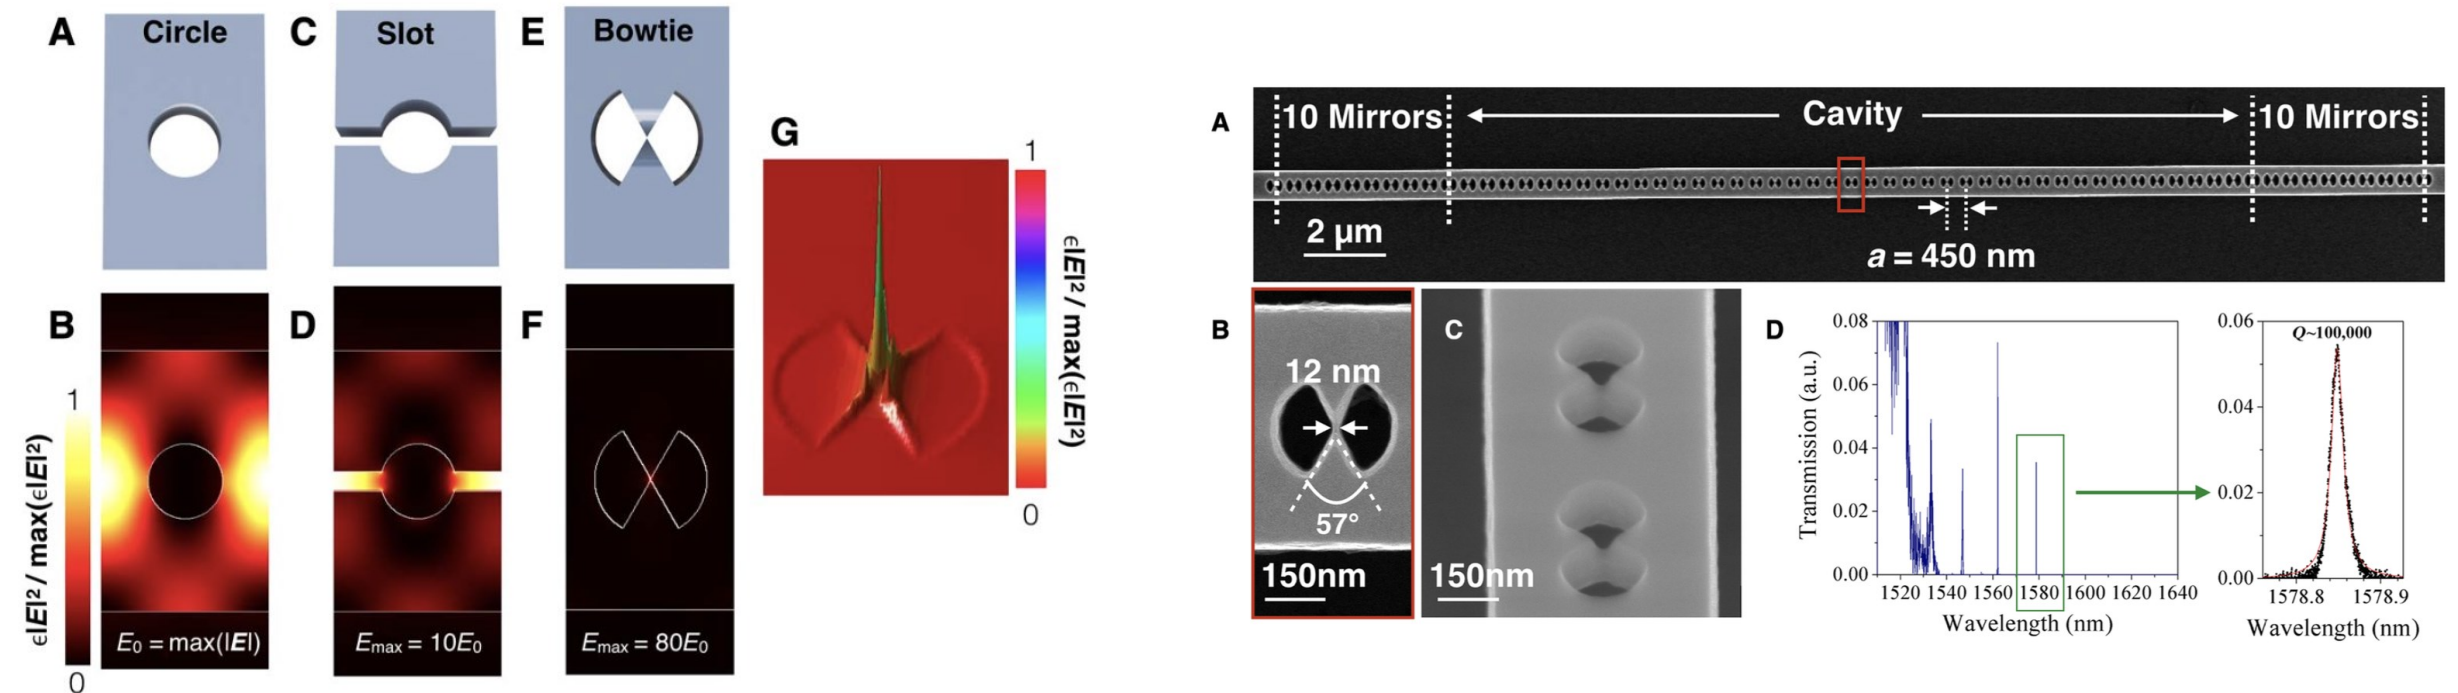 A
Circle
C
Slot
E
Bowtie
B
D
F
G
1
ϵ|E|² / max(ϵ|E|²)
0
E₀ = max(|E|)
Eₘₐₓ = 10E₀
Eₘₐₓ = 80E₀
1
ϵ|E|² / max(ϵ|E|²)
0
A
10 Mirrors
Cavity
10 Mirrors
2 μm
a = 450 nm
B
12 nm
57°
150nm
C
150nm
D
Transmission (a.u.)
0.08
0.06
0.04
0.02
0.00
1520 1540 1560 1580 1600 1620 1640
Wavelength (nm)
Q~100,000
0.06
0.04
0.02
0.00
1578.8 1578.9
Wavelength (nm)